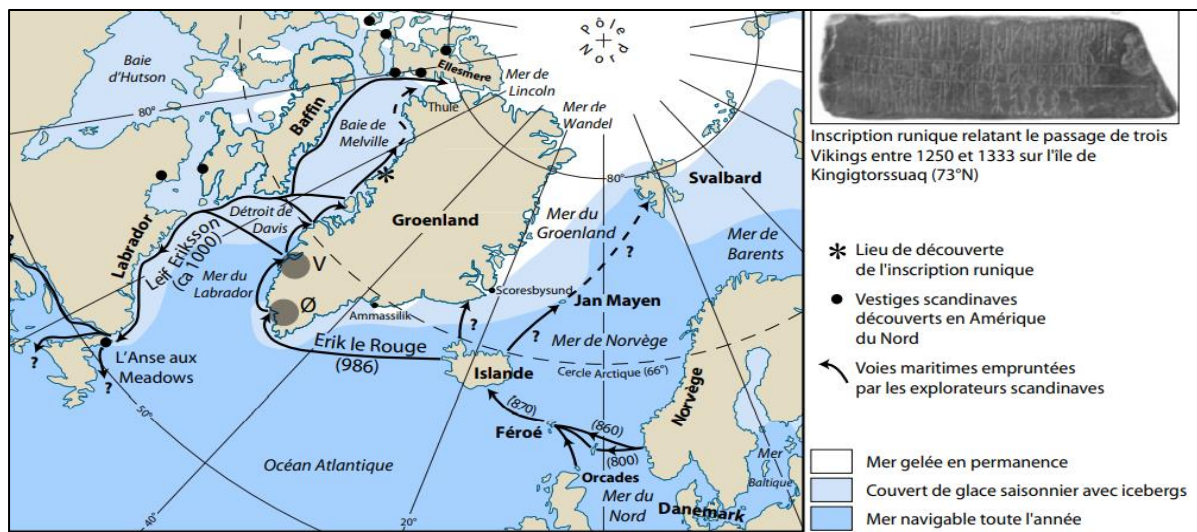 Pôle
Nord
Baie
d'Hutson
Ellesmere
Mer de
Lincoln
80°
Baffin
Thule
Mer de
Wandel
Baie de
Melville
80°
Svalbard
Détroit de
Davis
Groenland
Mer du
Groenland
?
Mer de
Barents
Labrador
Leif Eriksson
(ca 1000)
?
Mer du
Labrador
V
Ø
Scoresbysund
Jan Mayen
Ammassilik
?
?
Mer de Norvège
Erik le Rouge
(986)
Islande
Cercle Arctique (66°)
Norvège
?
L'Anse aux
Meadows
?
50°
(870)
Féroé
(860)
(800)
Océan Atlantique
Orcades
Mer
Baltique
Mer du
Nord
Danemark
40°
20°
Inscription runique relatant le passage de trois
Vikings entre 1250 et 1333 sur l'île de
Kingigtorssuaq (73°N)
* Lieu de découverte
de l'inscription runique
Vestiges scandinaves
découverts en Amérique
du Nord
Voies maritimes empruntées
par les explorateurs scandinaves
Mer gelée en permanence
Couvert de glace saisonnier avec icebergs
Mer navigable toute l'année